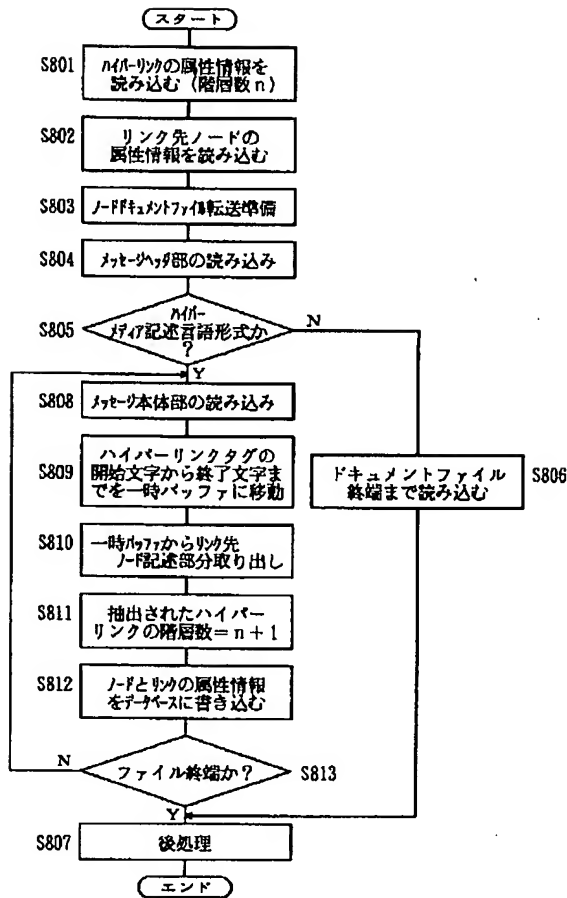 スタート
S801
ハイパーリンクの属性情報を
読み込む（階層数ｎ）
S802
リンク先ノードの
属性情報を読み込む
S803
ノードドキュメントファイル転送準備
S804
メッセージヘッダ部の読み込み
S805
ハイパー
メディア記述言語形式か
？
N
Y
S808
メッセージ本体部の読み込み
S809
ハイパーリンクタグの
開始文字から終了文字ま
でを一時バッファに移動
ドキュメントファイル
終端まで読み込む
S806
S810
一時バッファからリンク先
ノード記述部分取り出し
S811
抽出されたハイパー
リンクの階層数＝ｎ＋１
S812
ノードとリンクの属性情報
をデータベースに書き込む
N
ファイル終端か？
S813
Y
S807
後処理
エンド